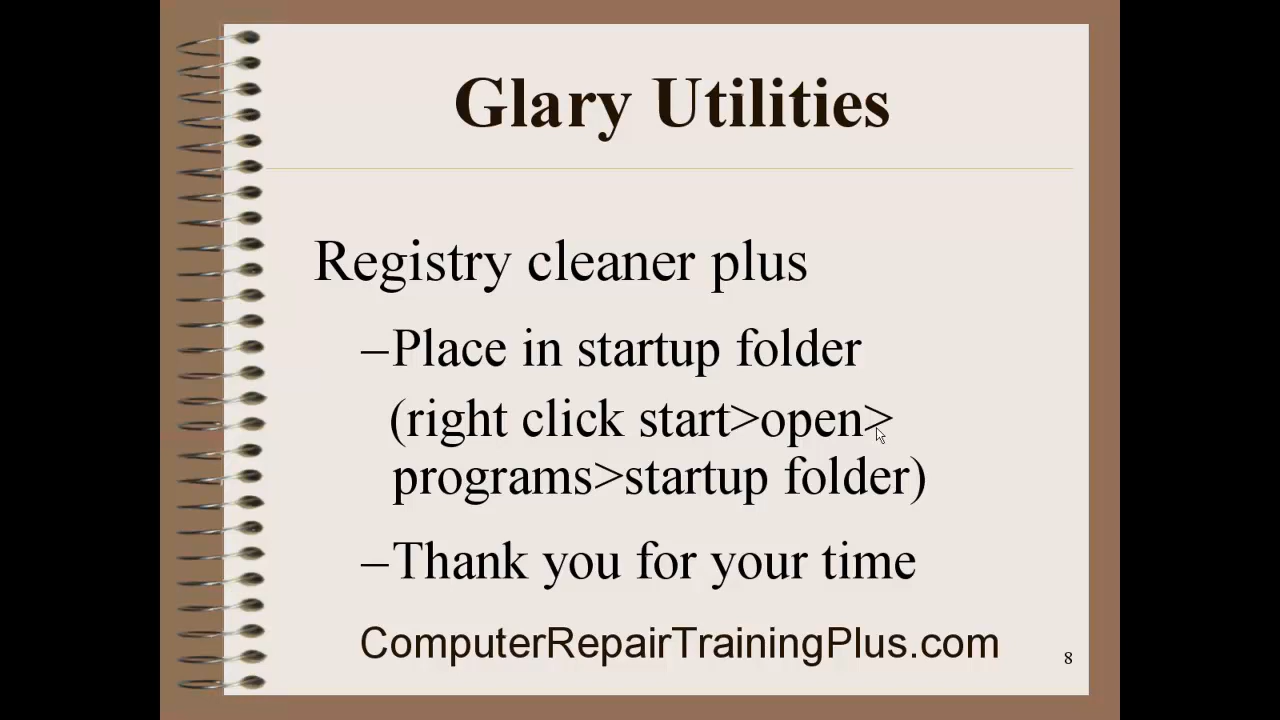 Glary Utilities
Registry cleaner plus
–Place in startup folder
(right click start>open>
programs>startup folder)
–Thank you for your time
ComputerRepairTrainingPlus.com
8